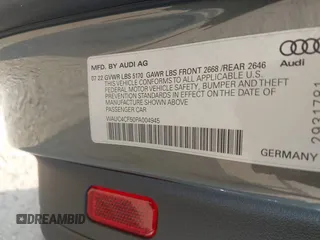 MFD. BY AUDI AG
07 22 GVWR LBS 5170 GAWR LBS FRONT 2668 /REAR 2646
THIS VEHICLE CONFORMS TO ALL APPLICABLE U.S.
FEDERAL MOTOR VEHICLE SAFETY, BUMPER AND THEFT
PREVENTION STANDARDS IN EFFECT ON THE DATE OF
MANUFACTURE SHOWN ABOVE.
PASSENGER CAR
WAUC4CF50PA004945
Audi
2931781
GERMANY
DREAMBID